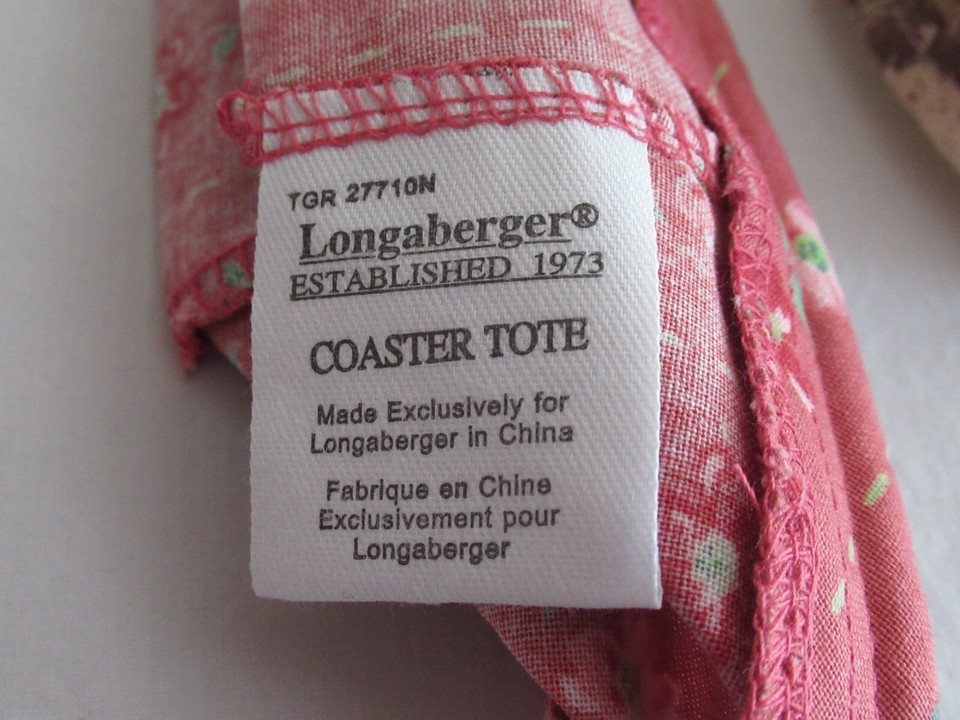 TGR 27710N
Longaberger®
ESTABLISHED 1973
COASTER TOTE
Made Exclusively for
Longaberger in China
Fabrique en Chine
Exclusivement pour
Longaberger